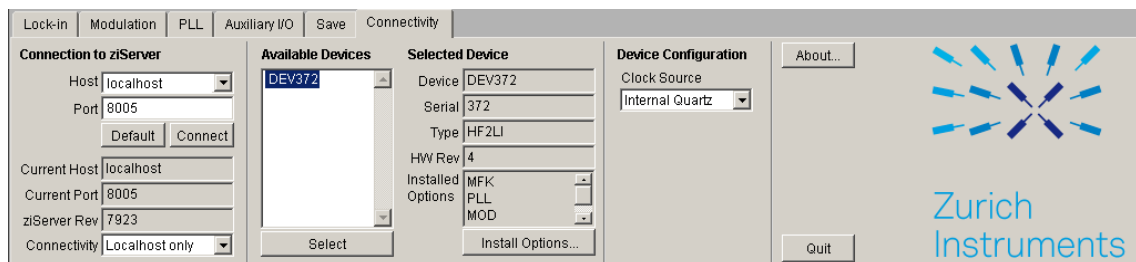 Lock-in Modulation PLL Auxiliary I/O Save Connectivity
Connection to ziServer
Host localhost
Port 8005
Default Connect
Current Host localhost
Current Port 8005
ziServer Rev 7923
Connectivity Localhost only
Available Devices
DEV372
Select
Selected Device
Device DEV372
Serial 372
Type HF2LI
HW Rev 4
Installed MFK
Options PLL
MOD
Install Options...
Device Configuration
Clock Source
Internal Quartz
About...
Quit
Zurich
Instruments